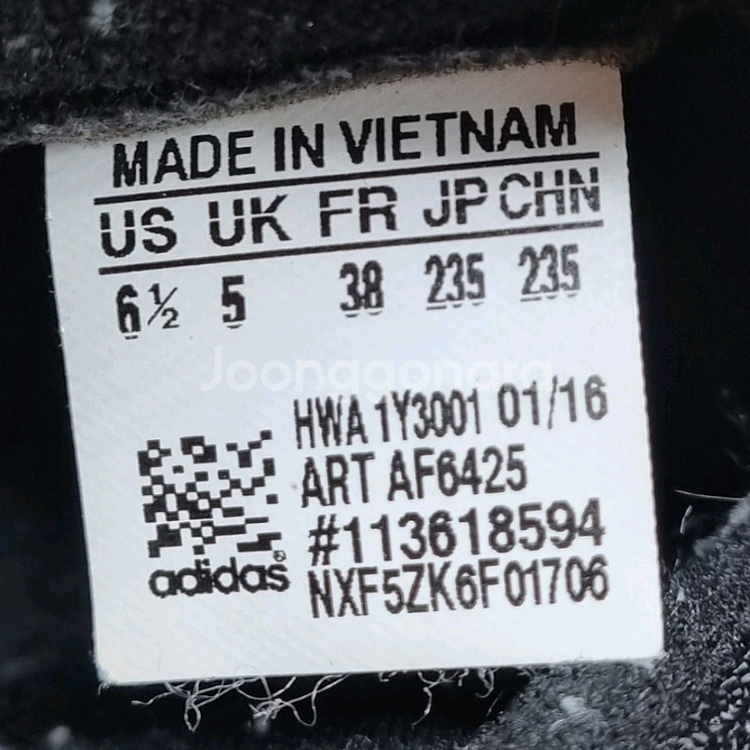 MADE IN VIETNAM
US UK FR JP CHN
6½ 5 38 235 235
Joonggonara
HWA 1Y3001 01/16
ART AF6425
#113618594
adidas®
NXF5ZK6F01706